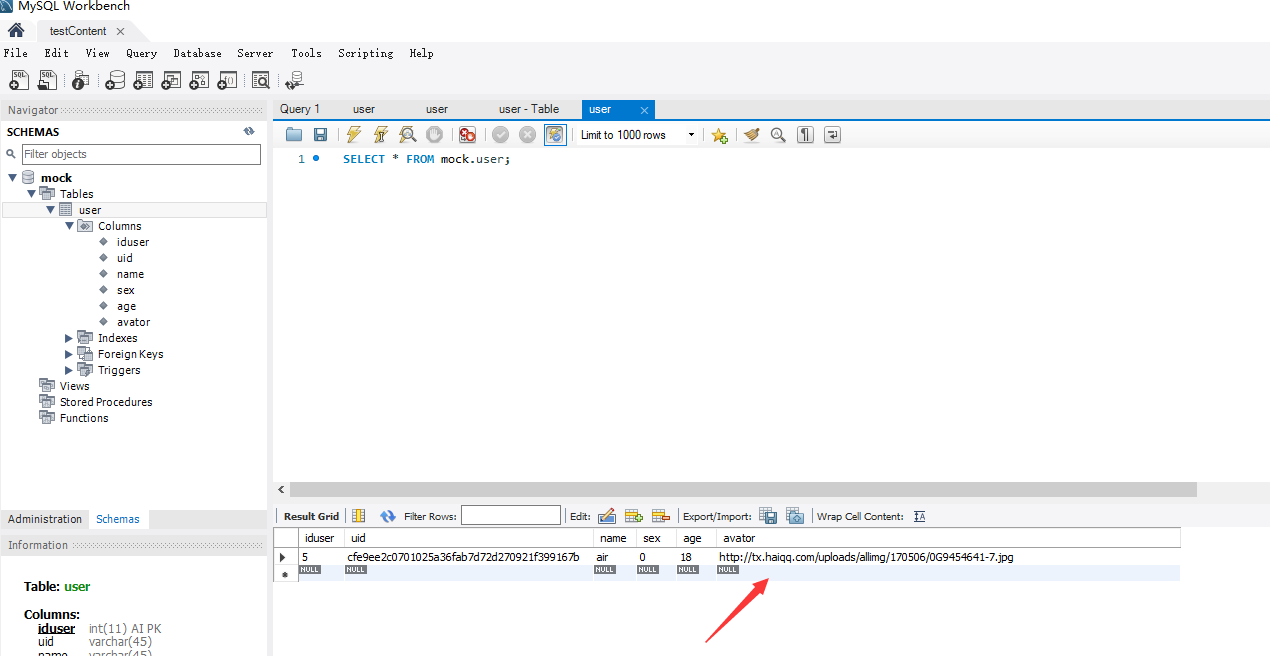 MySQL Workbench
testContent
File Edit View Query Database Server Tools Scripting Help
Navigator
SCHEMAS
Filter objects
mock
Tables
user
Columns
iduser
uid
name
sex
age
avator
Indexes
Foreign Keys
Triggers
Views
Stored Procedures
Functions
Administration Schemas
Information
Table: user
Columns:
iduser int(11) AI PK
uid varchar(45)
name varchar(45)
Query 1 user user user - Table user
Limit to 1000 rows
1 SELECT * FROM mock.user;
Result Grid Filter Rows: Edit: Export/Import: Wrap Cell Content: IA
iduser uid name sex age avator
5 cfe9ee2c0701025a36fab7d72d270921f399167b air 0 18 http://tx.haiqq.com/uploads/allimg/170506/0G9454641-7.jpg
NULL NULL NULL NULL NULL NULL